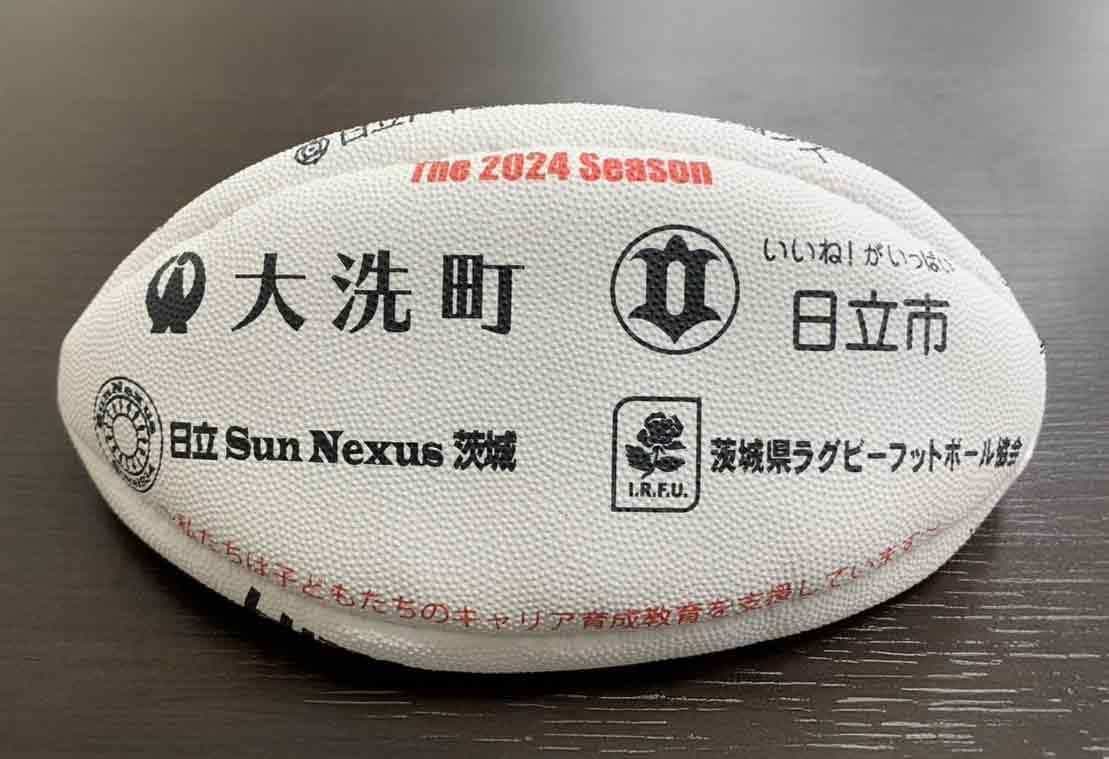 The 2024 Season
大洗町
いいね!がいっぱい
日立市
Sun Nexus
日立 Sun Nexus 茨城
I.R.F.U.
茨城県ラグビーフットボール協会
私たちは子どもたちのキャリア育成教育を支援しています